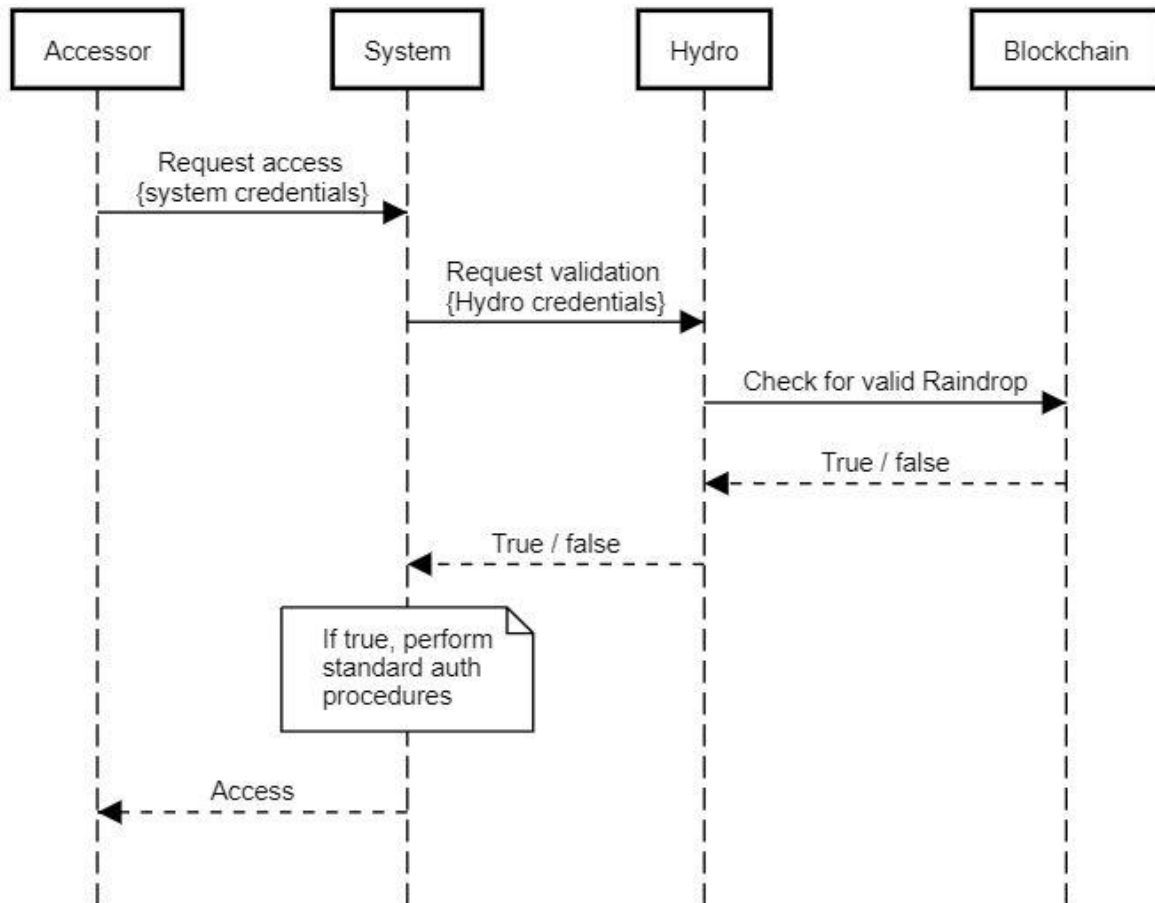 Accessor
System
Hydro
Blockchain
Request access
{system credentials}
Request validation
{Hydro credentials}
Check for valid Raindrop
True / false
True / false
If true, perform
standard auth
procedures
Access